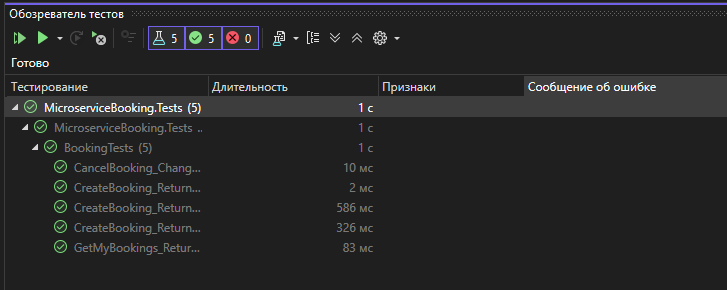 Обозреватель тестов
5 5 0
Готово
Тестирование Длительность Признаки Сообщение об ошибке
MicroserviceBooking.Tests (5) 1 с
MicroserviceBooking.Tests .. 1 с
BookingTests (5) 1 с
CancelBooking_Chang... 10 мс
CreateBooking_Return... 2 мс
CreateBooking_Return... 586 мс
CreateBooking_Return... 326 мс
GetMyBookings_Retur... 83 мс